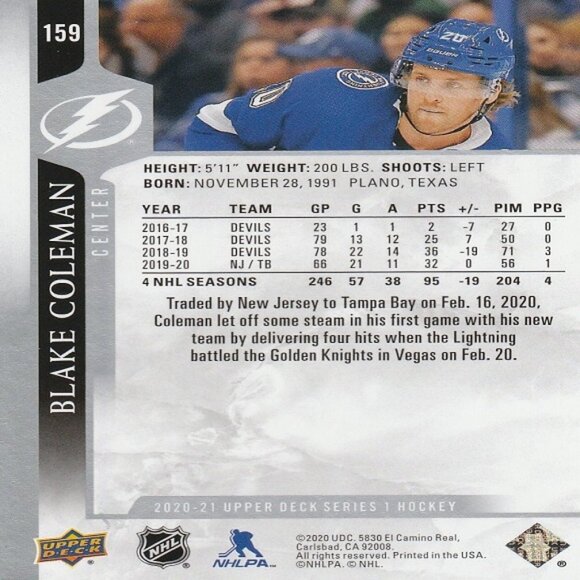 159
20
BAUER
20
BLAKE COLEMAN
CENTER
HEIGHT: 5'11" WEIGHT: 200 LBS. SHOOTS: LEFT
BORN: NOVEMBER 28, 1991 PLANO, TEXAS
YEAR TEAM GP G A PTS +/- PIM PPG
2016-17 DEVILS 23 1 1 2 -7 27 0
2017-18 DEVILS 79 13 12 25 7 50 0
2018-19 DEVILS 78 22 14 36 -19 71 3
2019-20 NJ / TB 66 21 11 32 0 56 1
4 NHL SEASONS 246 57 38 95 -19 204 4
Traded by New Jersey to Tampa Bay on Feb. 16, 2020,
Coleman let off some steam in his first game with his new
team by delivering four hits when the Lightning
battled the Golden Knights in Vegas on Feb. 20.
2020-21 UPPER DECK SERIES 1 HOCKEY
UPPER
DECK
NHL
NHLPA
©2020 UDC. 5830 El Camino Real,
Carlsbad, CA 92008.
All rights reserved. Printed in the USA.
©NHLPA. © NHL.